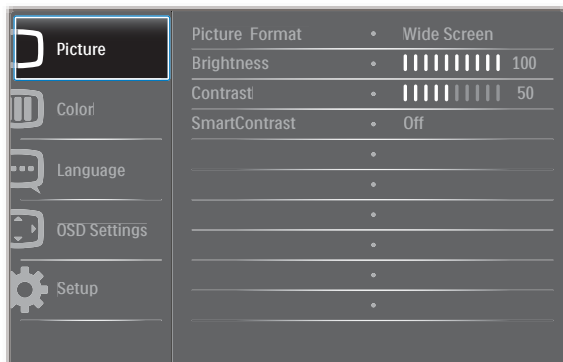 Picture
Color
Language
OSD Settings
Setup
Picture Format • Wide Screen
Brightness • 100
Contrast • 50
SmartContrast • Off